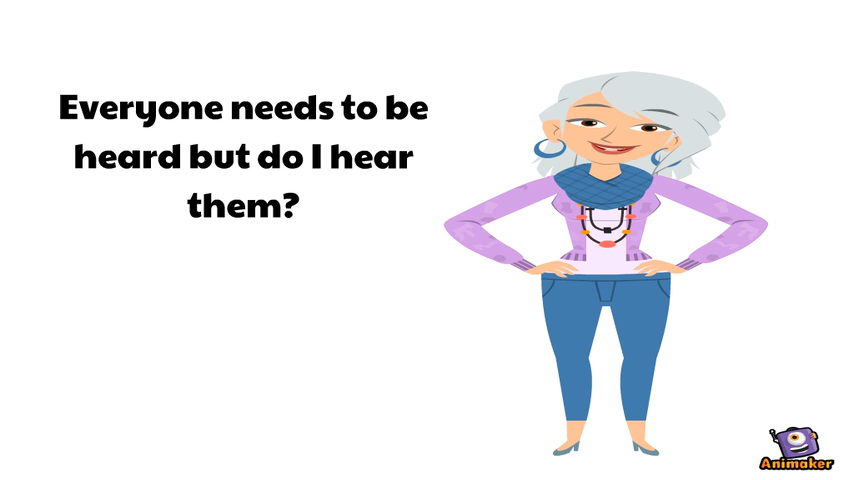 Everyone needs to be
heard but do I hear
them?
Animaker